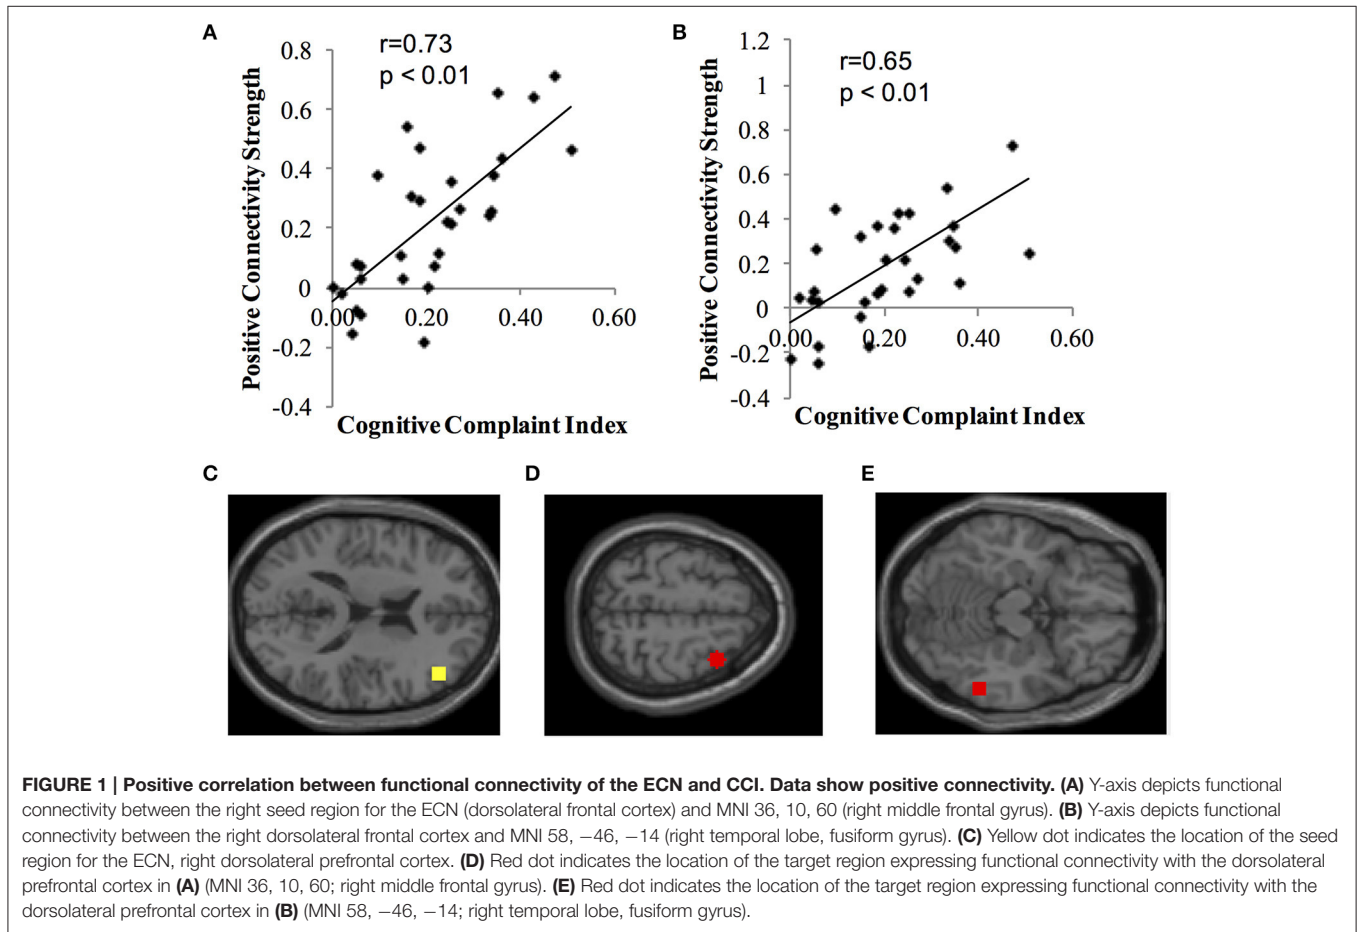 A
r=0.73
p < 0.01
Positive Connectivity Strength
0.8
0.6
0.4
0.2
0
-0.2
-0.4
0.00
0.20
0.40
0.60
Cognitive Complaint Index
B
r=0.65
p < 0.01
Positive Connectivity Strength
1.2
1
0.8
0.6
0.4
0.2
0
-0.2
-0.4
0.00
0.20
0.40
0.60
Cognitive Complaint Index
C
D
E
FIGURE 1 | Positive correlation between functional connectivity of the ECN and CCI. Data show positive connectivity. (A) Y-axis depicts functional
connectivity between the right seed region for the ECN (dorsolateral frontal cortex) and MNI 36, 10, 60 (right middle frontal gyrus). (B) Y-axis depicts functional
connectivity between the right dorsolateral frontal cortex and MNI 58, −46, −14 (right temporal lobe, fusiform gyrus). (C) Yellow dot indicates the location of the seed
region for the ECN, right dorsolateral prefrontal cortex. (D) Red dot indicates the location of the target region expressing functional connectivity with the dorsolateral
prefrontal cortex in (A) (MNI 36, 10, 60; right middle frontal gyrus). (E) Red dot indicates the location of the target region expressing functional connectivity with the
dorsolateral prefrontal cortex in (B) (MNI 58, −46, −14; right temporal lobe, fusiform gyrus).